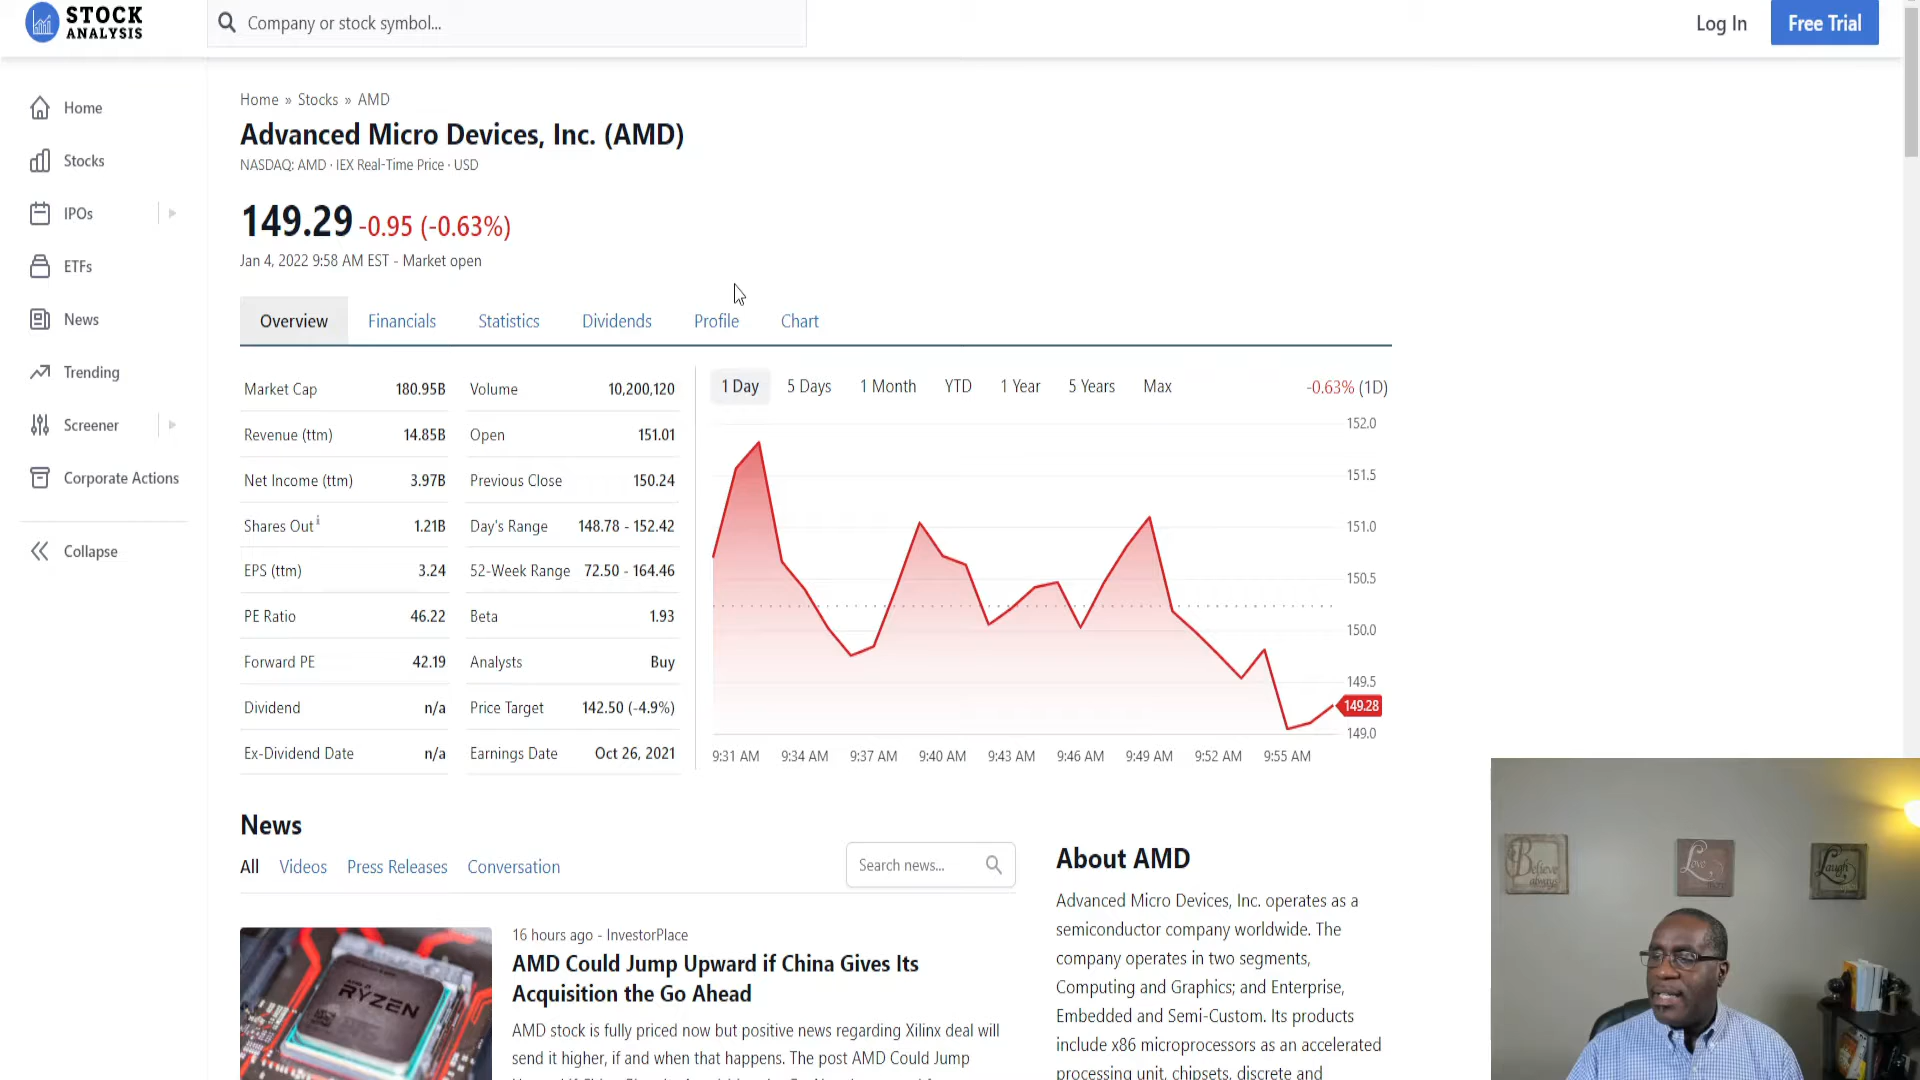 STOCK
ANALYSIS
Company or stock symbol...
Log In
Free Trial
Home
Stocks
IPOs
ETFs
News
Trending
Screener
Corporate Actions
Collapse
Home » Stocks » AMD
Advanced Micro Devices, Inc. (AMD)
NASDAQ: AMD · IEX Real-Time Price · USD
149.29 -0.95 (-0.63%)
Jan 4, 2022 9:58 AM EST - Market open
Overview Financials Statistics Dividends Profile Chart
Market Cap 180.95B Volume 10,200,120
Revenue (ttm) 14.85B Open 151.01
Net Income (ttm) 3.97B Previous Close 150.24
Shares Out i 1.21B Day's Range 148.78 - 152.42
EPS (ttm) 3.24 52-Week Range 72.50 - 164.46
PE Ratio 46.22 Beta 1.93
Forward PE 42.19 Analysts Buy
Dividend n/a Price Target 142.50 (-4.9%)
Ex-Dividend Date n/a Earnings Date Oct 26, 2021
1 Day 5 Days 1 Month YTD 1 Year 5 Years Max -0.63% (1D)
152.0
151.5
151.0
150.5
150.0
149.5
149.28
149.0
9:31 AM 9:34 AM 9:37 AM 9:40 AM 9:43 AM 9:46 AM 9:49 AM 9:52 AM 9:55 AM
News
All Videos Press Releases Conversation
Search news...
16 hours ago - InvestorPlace
AMD Could Jump Upward if China Gives Its
Acquisition the Go Ahead
AMD stock is fully priced now but positive news regarding Xilinx deal will
send it higher, if and when that happens. The post AMD Could Jump
RYZEN
About AMD
Advanced Micro Devices, Inc. operates as a
semiconductor company worldwide. The
company operates in two segments,
Computing and Graphics; and Enterprise,
Embedded and Semi-Custom. Its products
include x86 microprocessors as an accelerated
processing unit, chipsets, discrete and
Believe
always
Love
Laugh